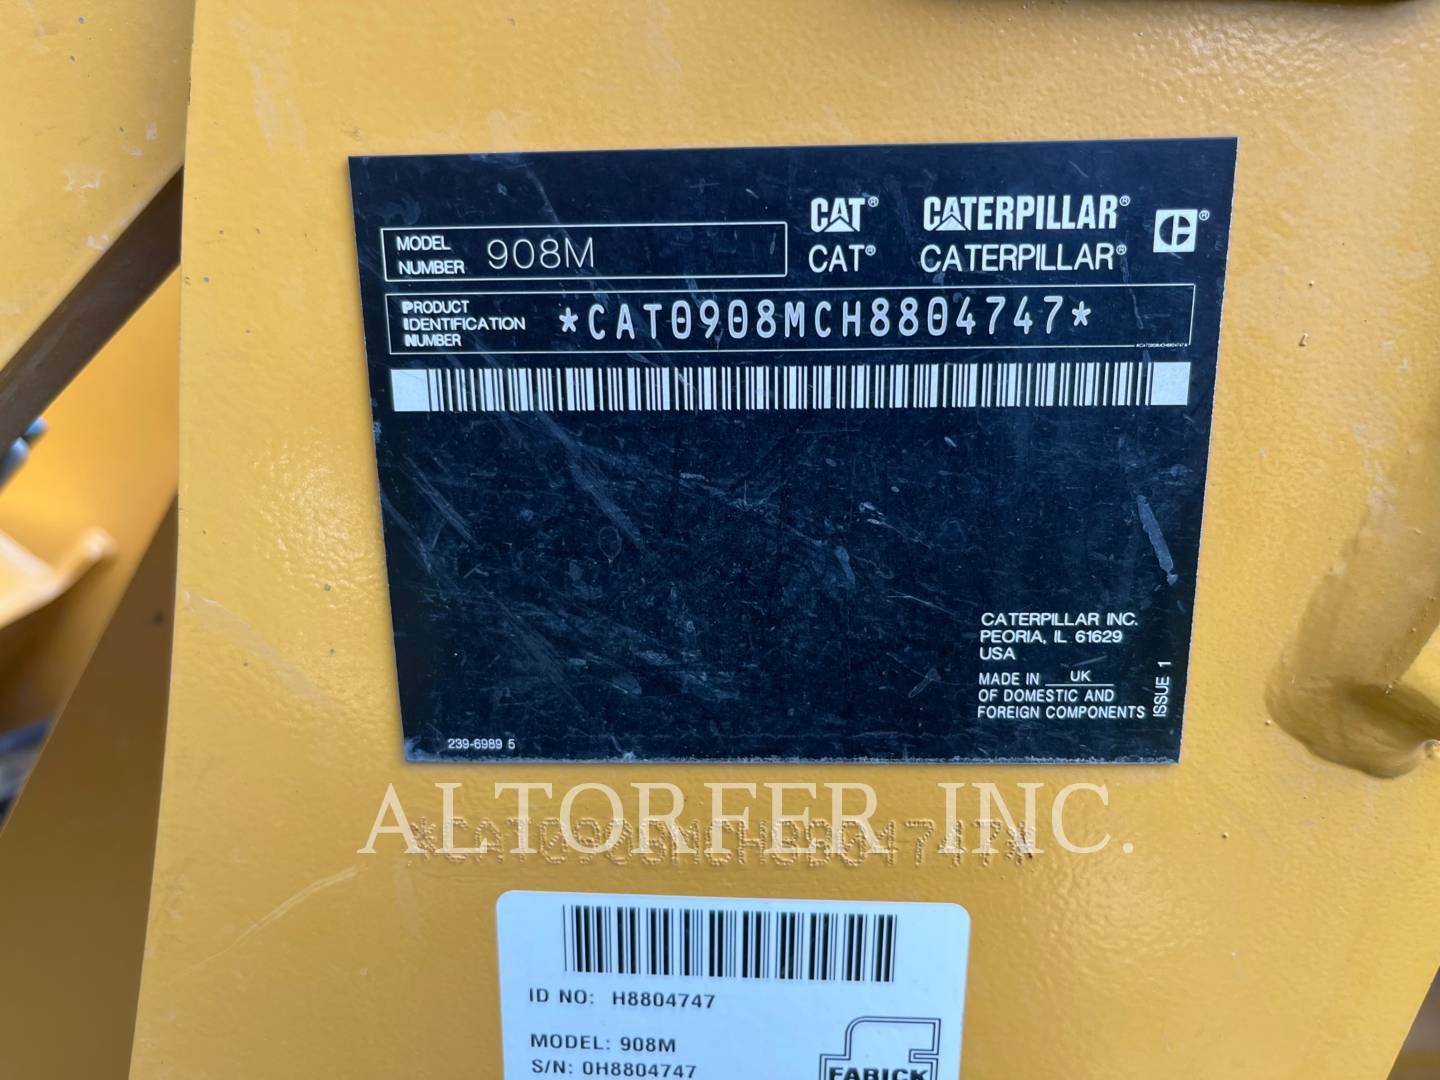 CAT® CATERPILLAR® ®
MODEL NUMBER 908M
CAT® CATERPILLAR®
PRODUCT IDENTIFICATION NUMBER *CAT0908MCH8804747*
*CAT0908MCH8804747*
CATERPILLAR INC.
PEORIA, IL 61629
USA
MADE IN UK
OF DOMESTIC AND
FOREIGN COMPONENTS
ISSUE 1
239-6989 5
ALTORFER INC.
*CAT0908MCH8804747*
ID NO: H8804747
MODEL: 908M
S/N: 0H8804747
FABICK